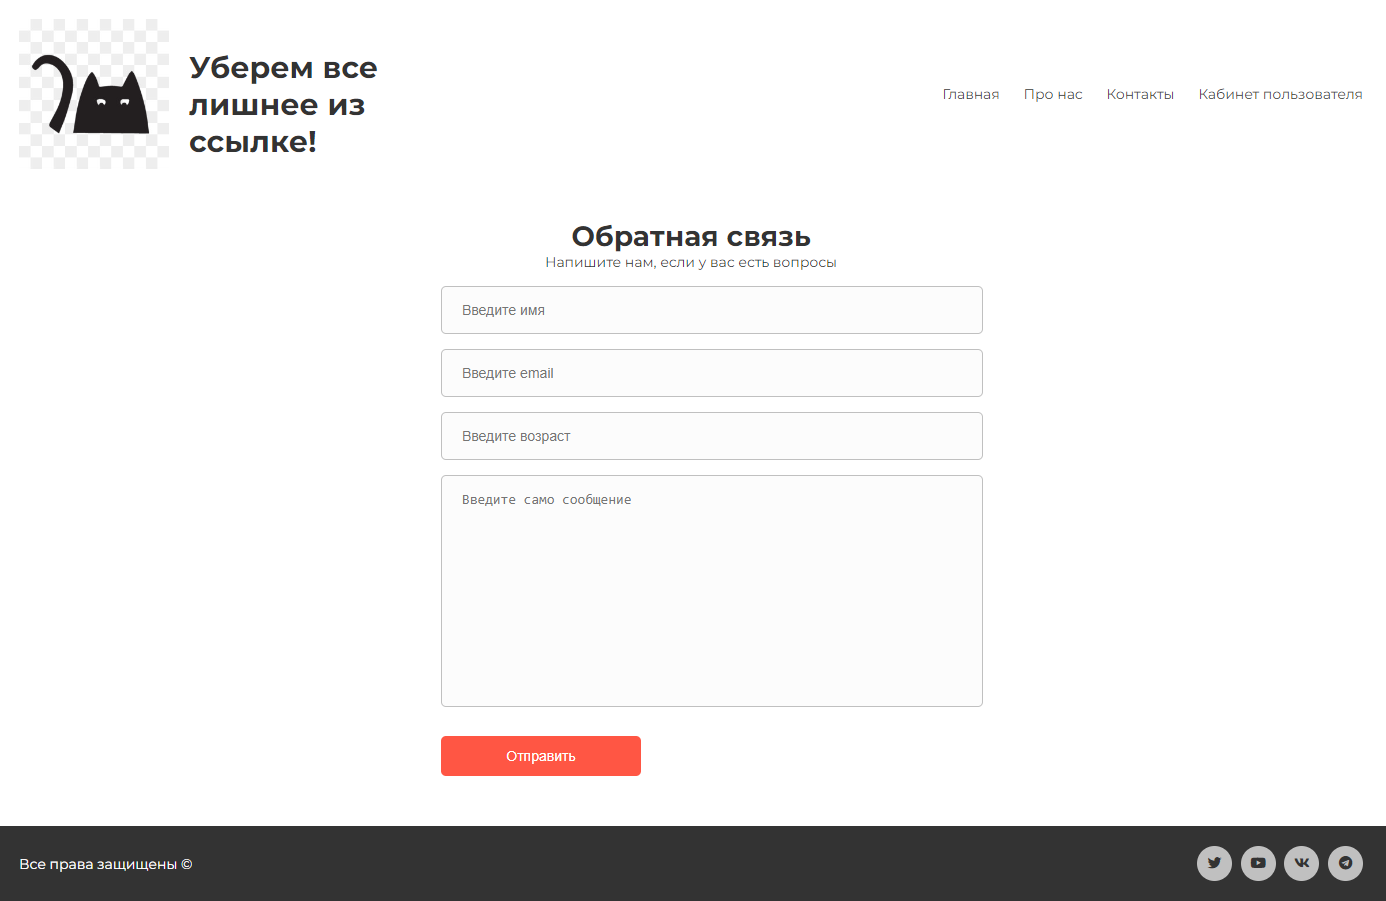 Уберем все
лишнее из
ссылке!
Главная Про нас Контакты Кабинет пользователя
Обратная связь
Напишите нам, если у вас есть вопросы
Введите имя
Введите email
Введите возраст
Введите само сообщение
Отправить
Все права защищены ©